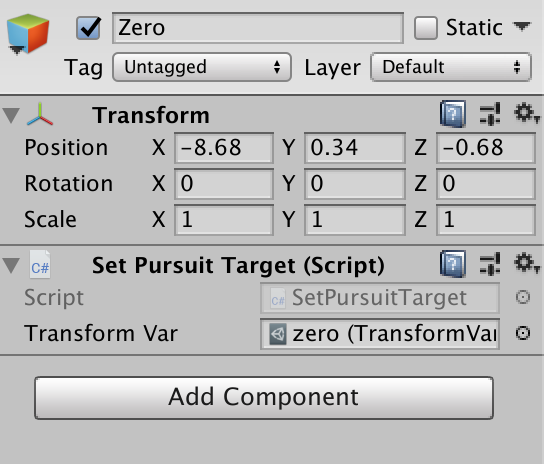 Zero Static
Tag Untagged Layer Default
Transform
Position X -8.68 Y 0.34 Z -0.68
Rotation X 0 Y 0 Z 0
Scale X 1 Y 1 Z 1
C# Set Pursuit Target (Script)
Script C# SetPursuitTarget
Transform Var zero (TransformVar
Add Component